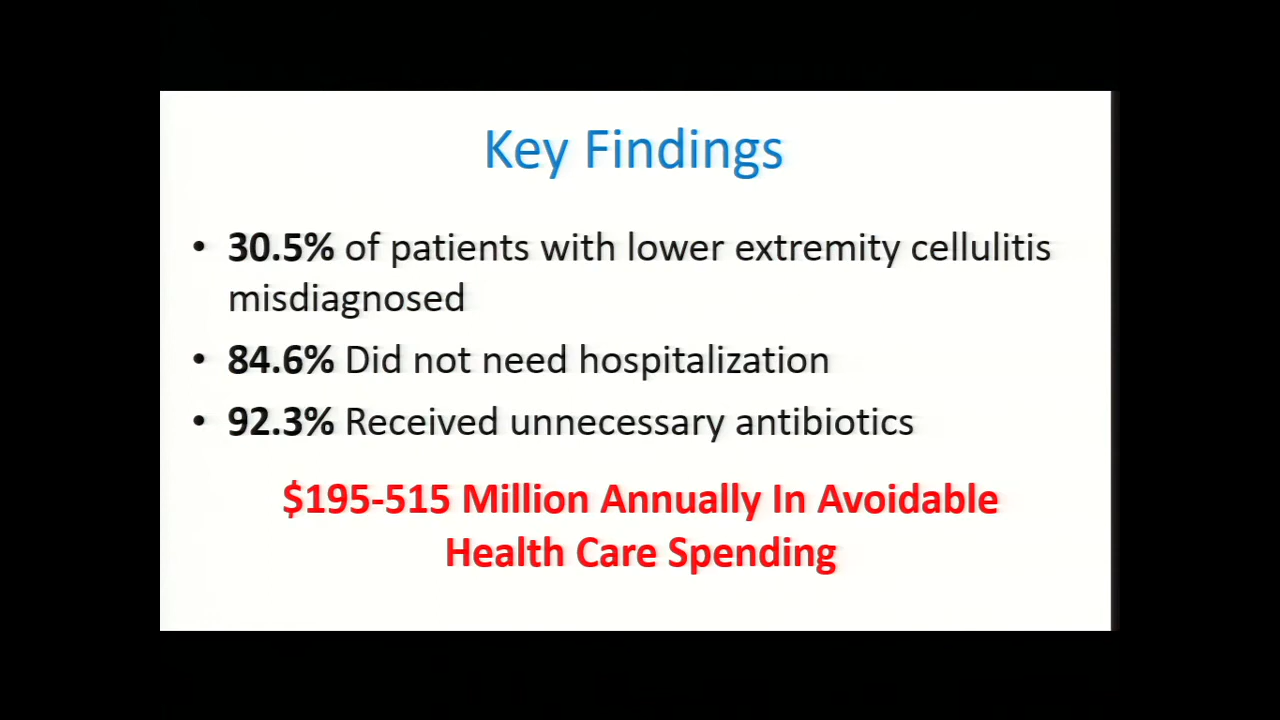 Key Findings
• 30.5% of patients with lower extremity cellulitis
misdiagnosed
• 84.6% Did not need hospitalization
• 92.3% Received unnecessary antibiotics
$195-515 Million Annually In Avoidable
Health Care Spending